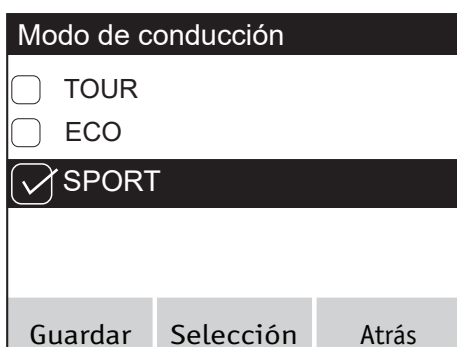 Modo de conducción
TOUR
ECO
SPORT
Guardar Selección Atrás